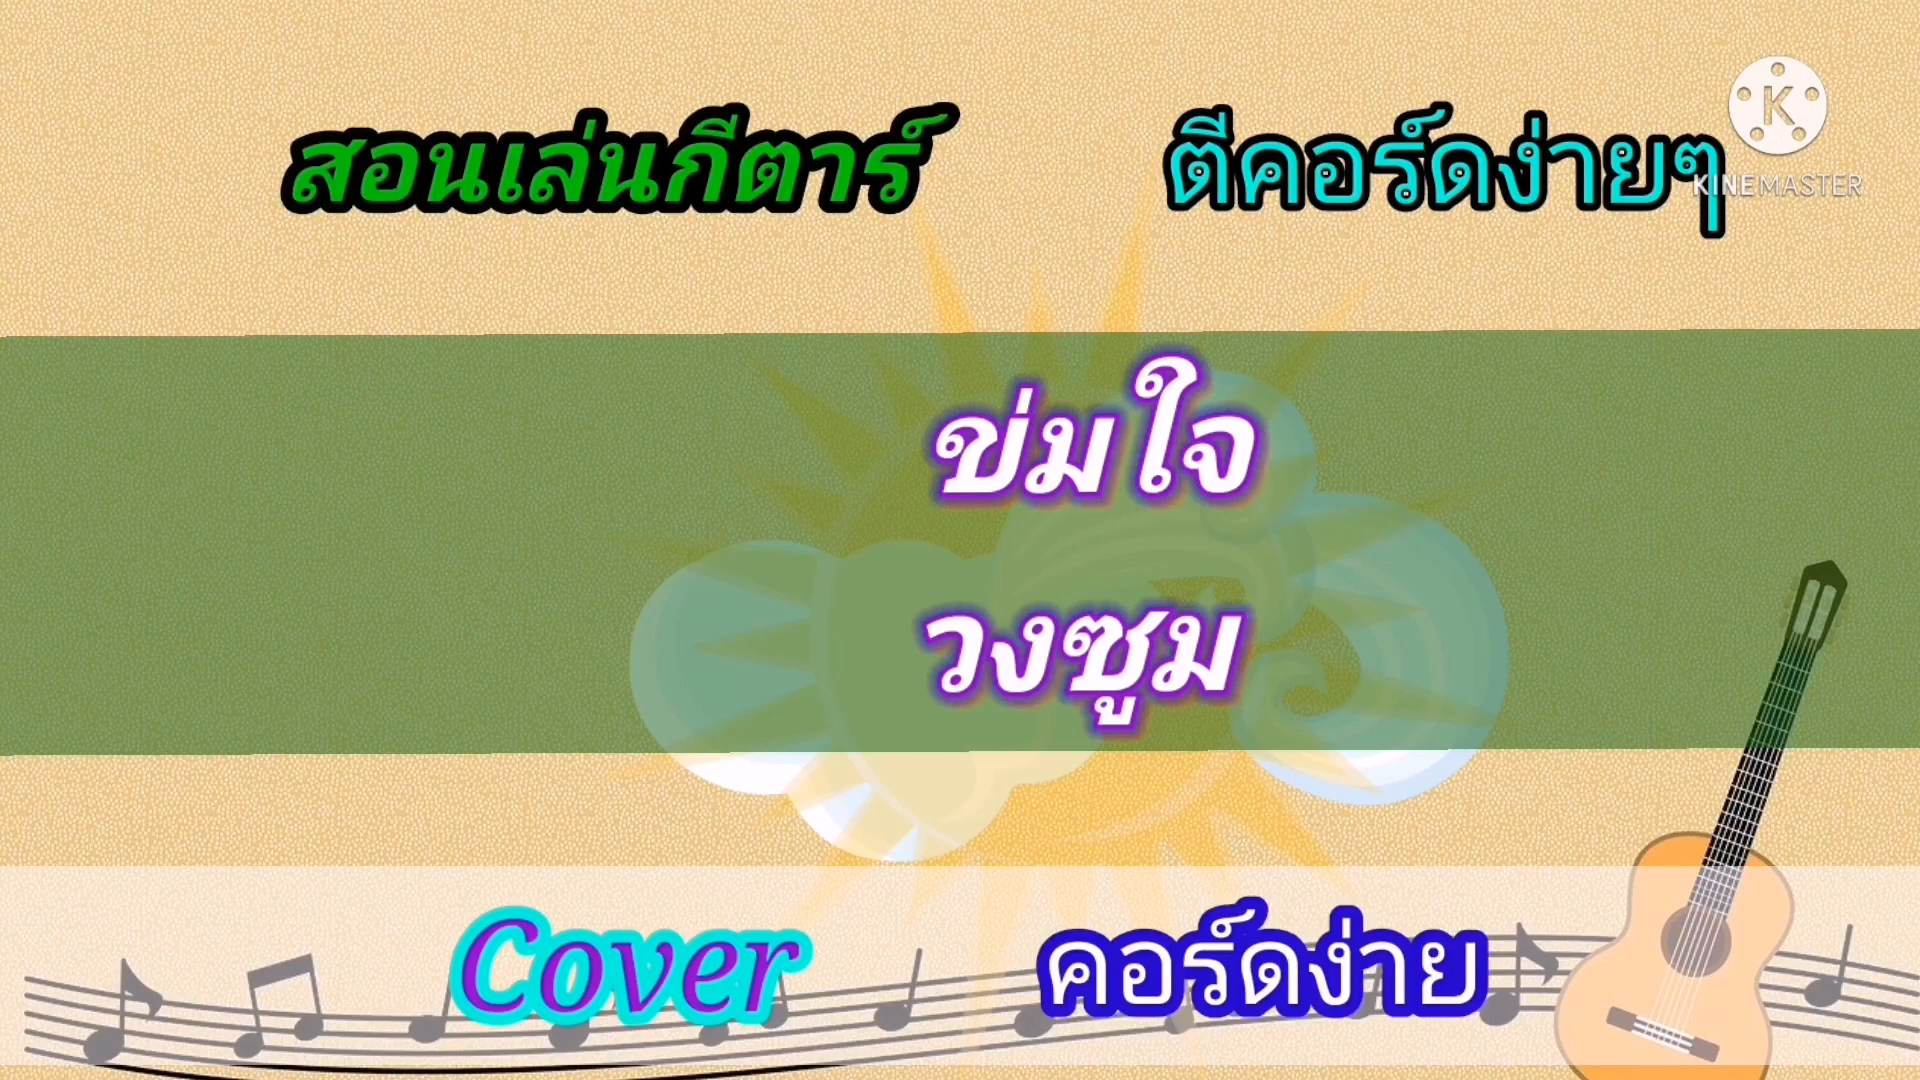 สอนเล่นกีตาร์ ตีคอร์ดง่ายๆ
K
KINEMASTER
ข่มใจ
วงซูม
Cover คอร์ดง่าย